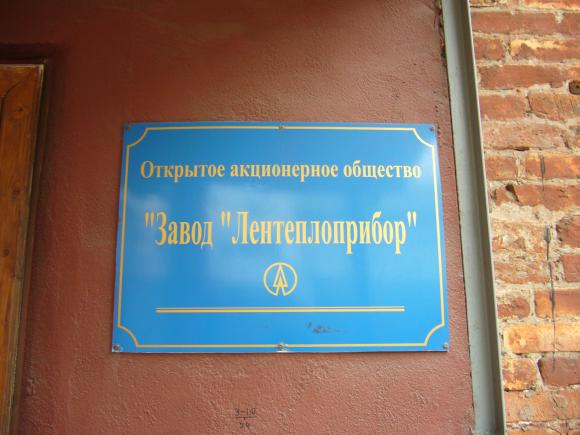 Открытое акционерное общество
"Завод "Лентеплоприбор"